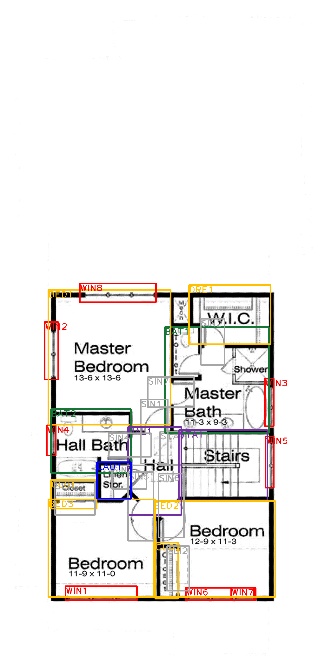 WIN8
W.I.C.
WIN2
Master
Bedroom
13-6 x 13-6
Shower
WIN3
Master
Bath
11-3 x 9-3
WIN4
Hall Bath
Hall
Stairs
WIN5
Linen
Stor.
Closet
BED3
BED2
Bedroom
12-9 x 11-3
Bedroom
11-9 x 11-0
WIN1
WIN6
WIN7